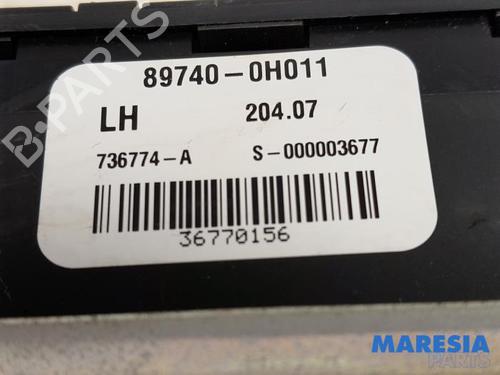 89740-0H011
LH 204.07
736774-A S-000003677
36770156
B-PARTS
MARESIA
PARTS